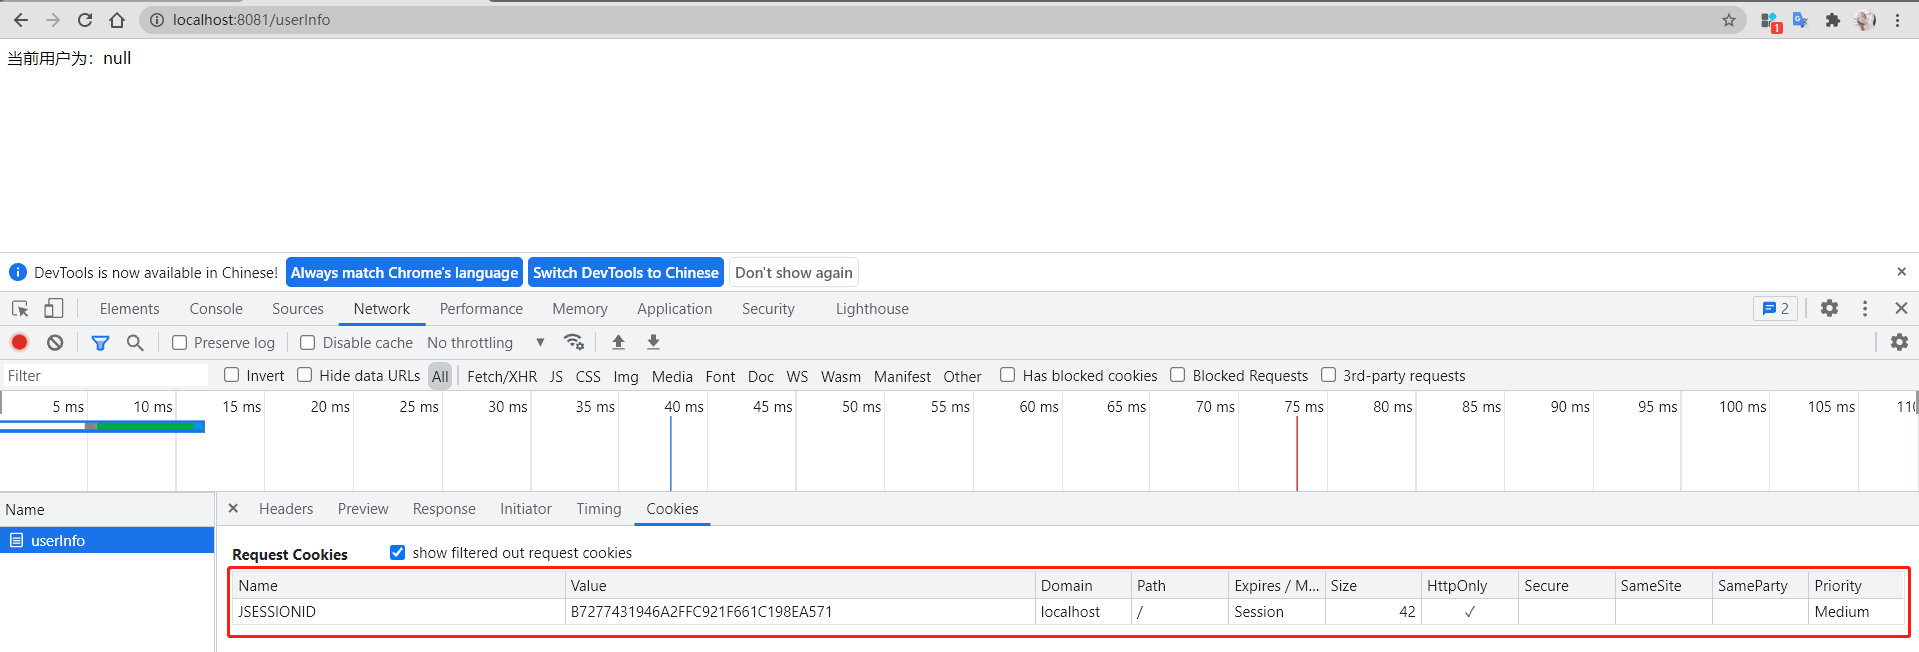 localhost:8081/userInfo
1
当前用户为：null
DevTools is now available in Chinese! Always match Chrome's language Switch DevTools to Chinese Don't show again
Elements Console Sources Network Performance Memory Application Security Lighthouse 2
Preserve log Disable cache No throttling
Filter Invert Hide data URLs All Fetch/XHR JS CSS Img Media Font Doc WS Wasm Manifest Other Has blocked cookies Blocked Requests 3rd-party requests
5 ms 10 ms 15 ms 20 ms 25 ms 30 ms 35 ms 40 ms 45 ms 50 ms 55 ms 60 ms 65 ms 70 ms 75 ms 80 ms 85 ms 90 ms 95 ms 100 ms 105 ms
Name Headers Preview Response Initiator Timing Cookies
userInfo
Request Cookies show filtered out request cookies
Name Value Domain Path Expires / M... Size HttpOnly Secure SameSite SameParty Priority
JSESSIONID B7277431946A2FFC921F661C198EA571 localhost / Session 42 ✓ Medium